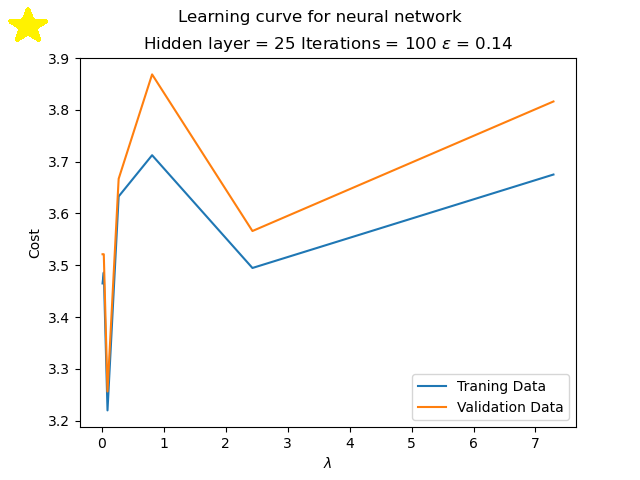 Learning curve for neural network
Hidden layer = 25 Iterations = 100 ε = 0.14
3.9
3.8
3.7
3.6
3.5
3.4
3.3
3.2
Cost
0 1 2 3 4 5 6 7
λ
Traning Data
Validation Data